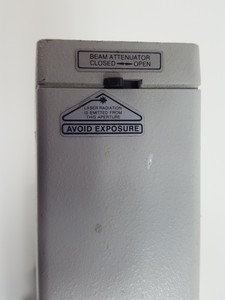 BEAM ATTENUATOR
CLOSED ⟷ OPEN
LASER RADIATION
IS EMITTED FROM
THIS APERTURE
AVOID EXPOSURE